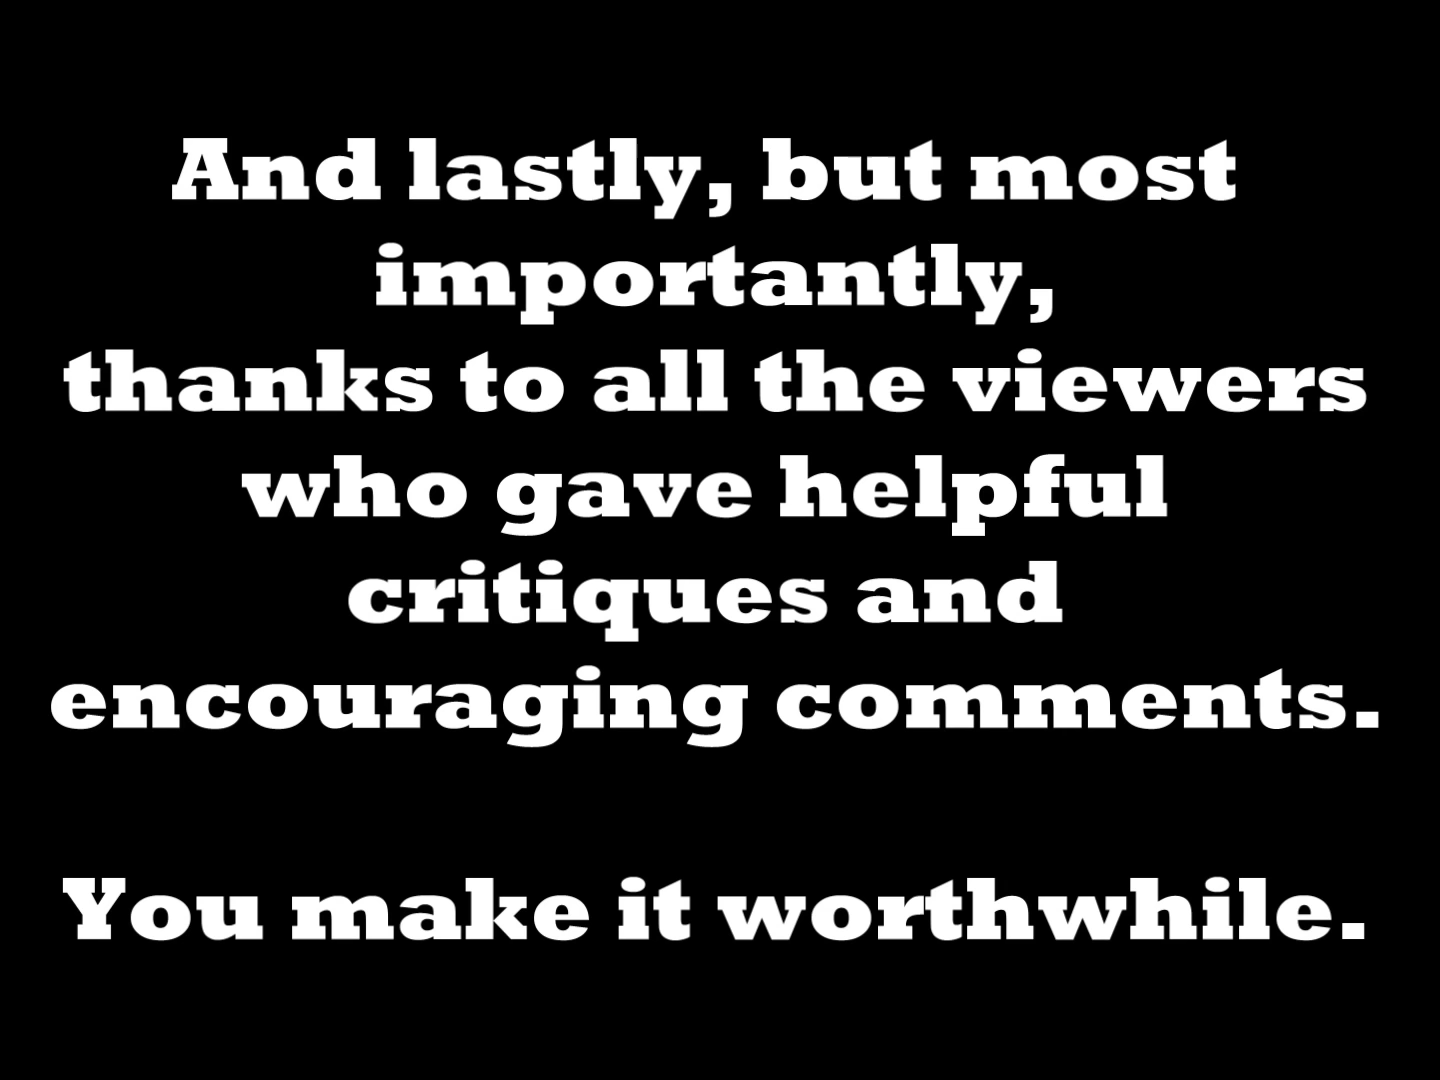 And lastly, but most
importantly,
thanks to all the viewers
who gave helpful
critiques and
encouraging comments.
You make it worthwhile.